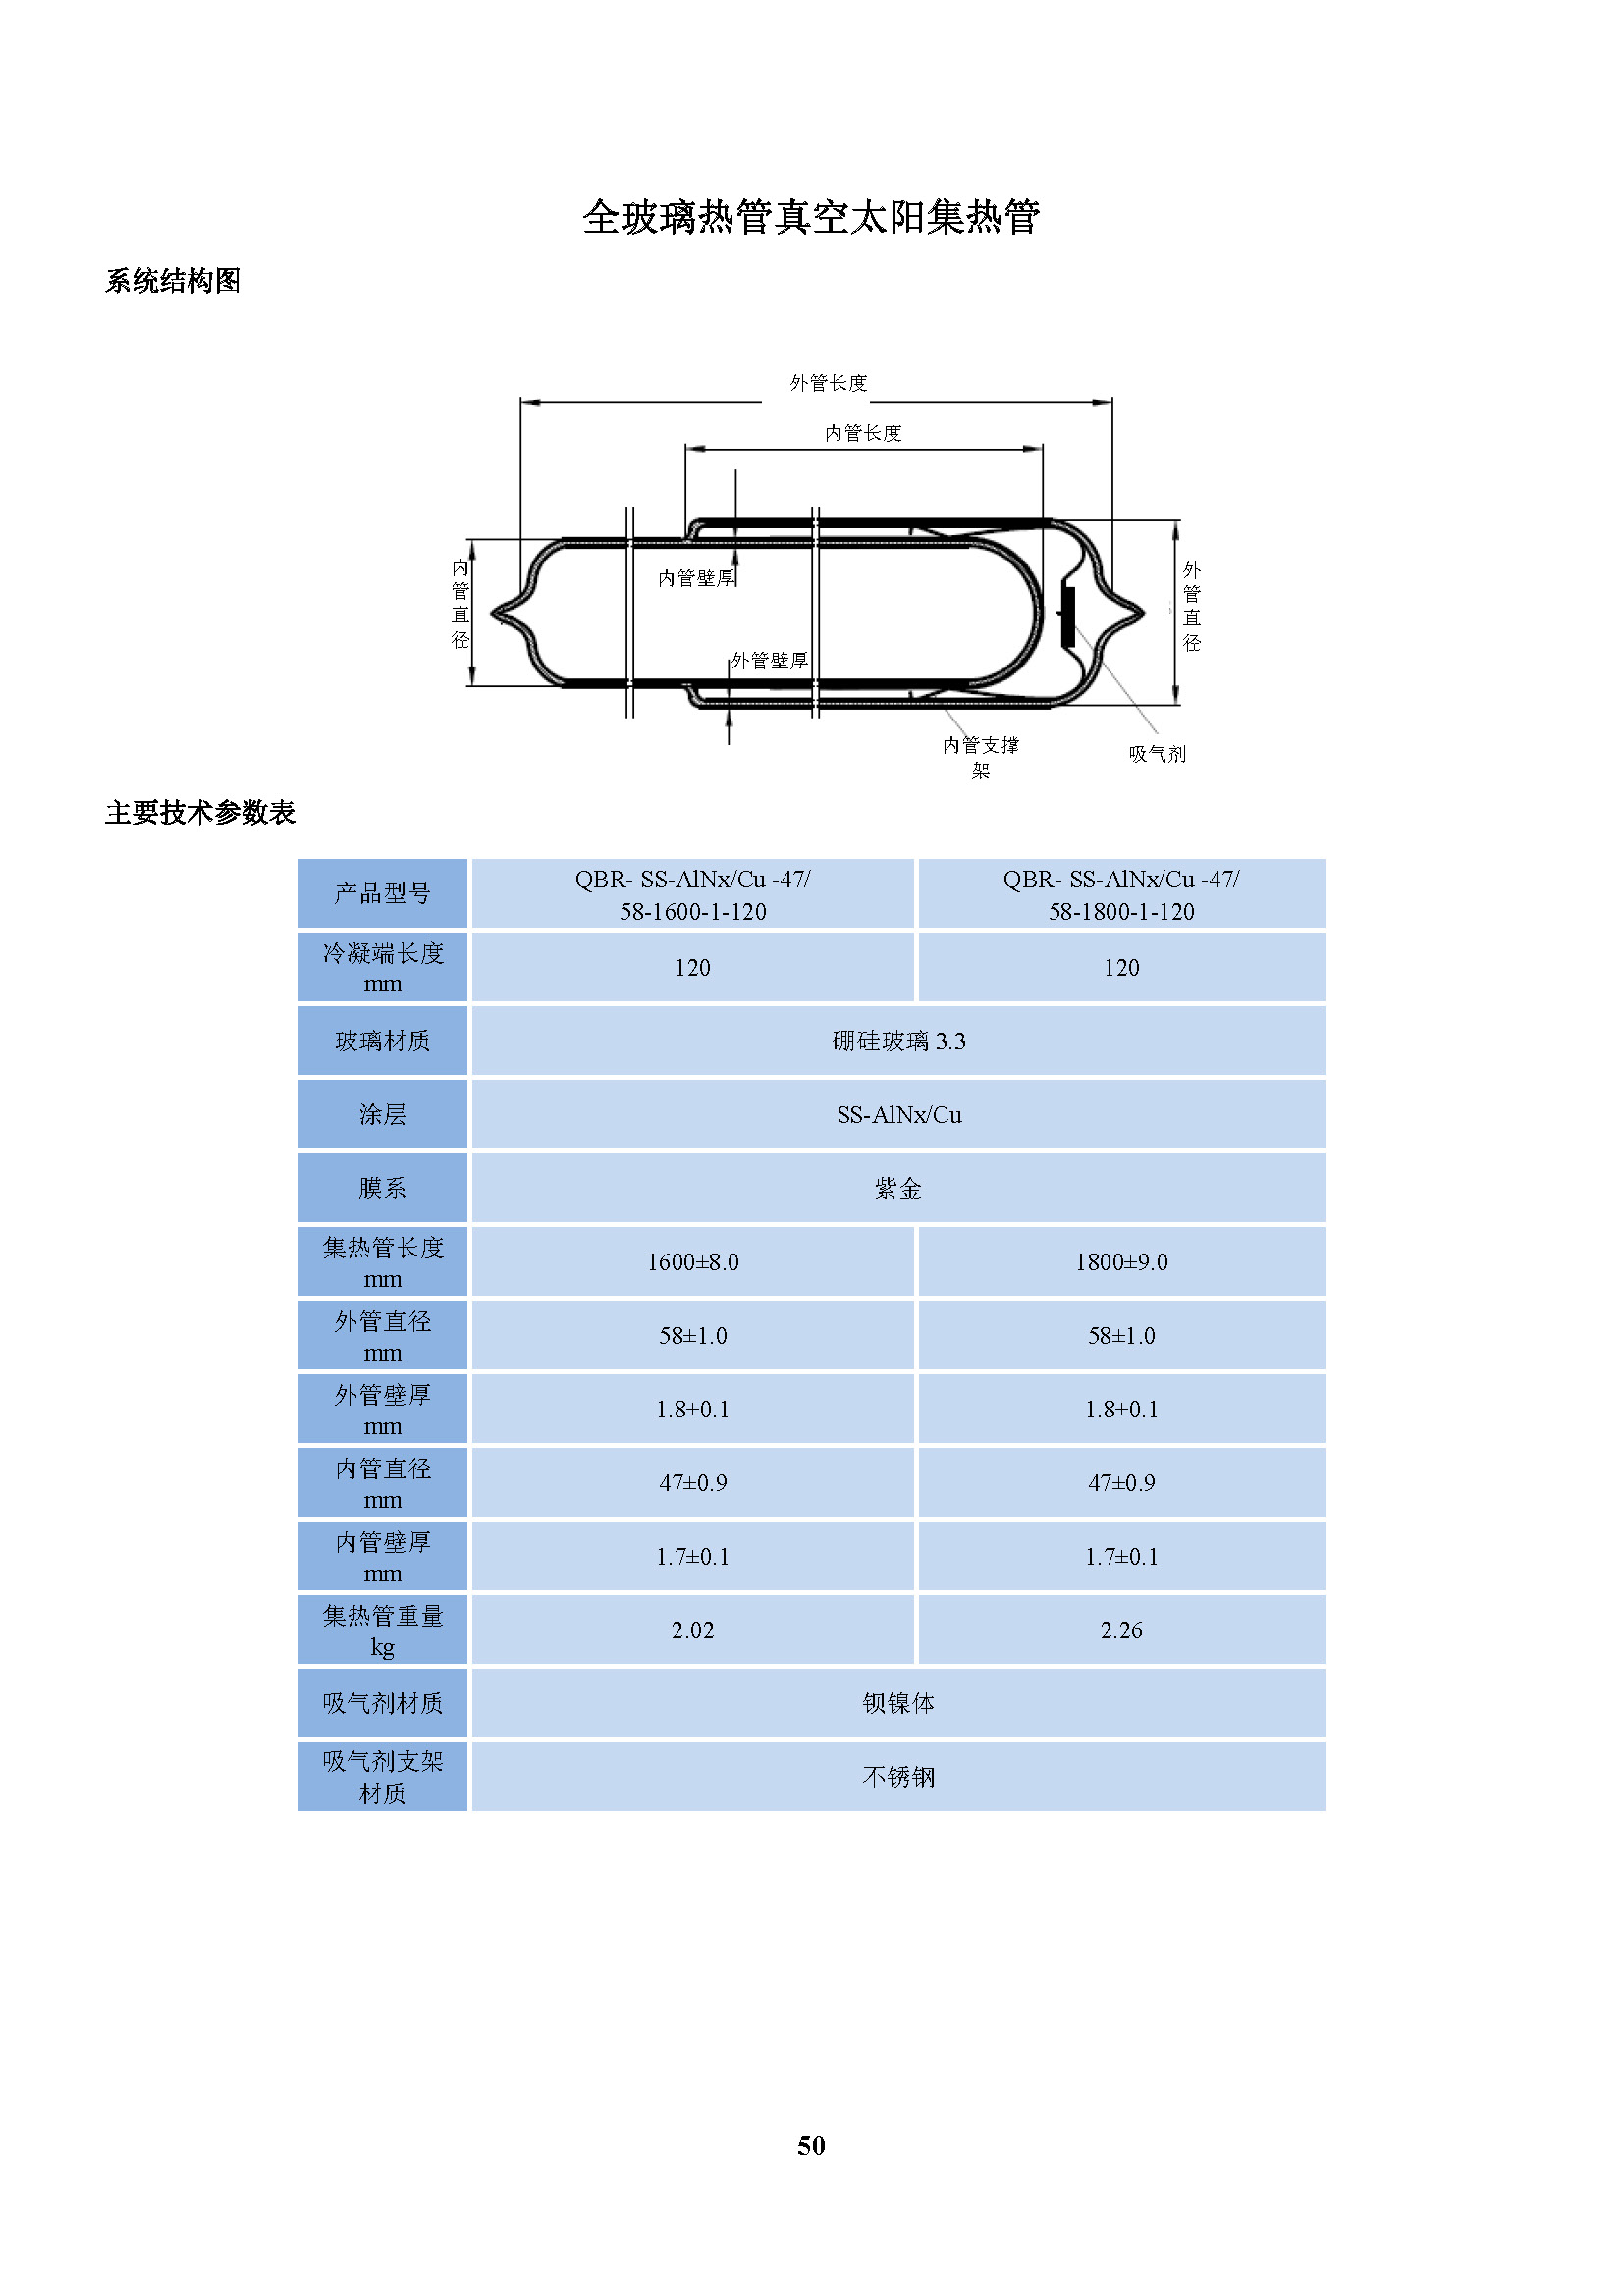 全玻璃热管真空太阳集热管
系统结构图
外管长度
内管长度
内管直径
内管壁厚
外管直径
外管壁厚
内管支撑
架
吸气剂
主要技术参数表
产品型号
QBR- SS-AlNx/Cu -47/
58-1600-1-120
QBR- SS-AlNx/Cu -47/
58-1800-1-120
冷凝端长度
mm
120
120
玻璃材质
硼硅玻璃 3.3
涂层
SS-AlNx/Cu
膜系
紫金
集热管长度
mm
1600±8.0
1800±9.0
外管直径
mm
58±1.0
58±1.0
外管壁厚
mm
1.8±0.1
1.8±0.1
内管直径
mm
47±0.9
47±0.9
内管壁厚
mm
1.7±0.1
1.7±0.1
集热管重量
kg
2.02
2.26
吸气剂材质
钡镍体
吸气剂支架
材质
不锈钢
50